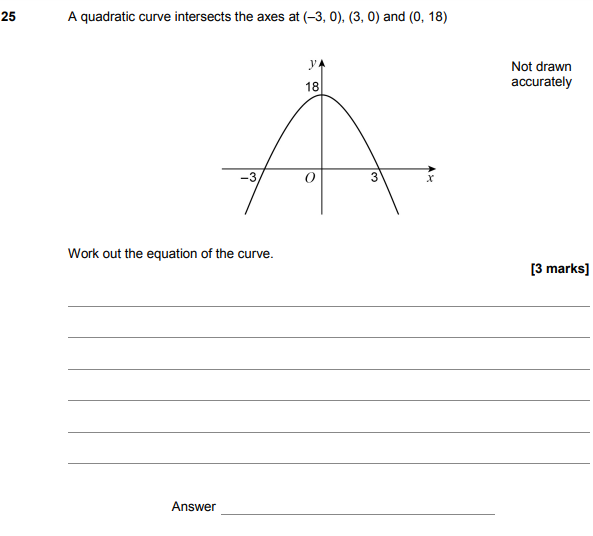 25 A quadratic curve intersects the axes at (–3, 0), (3, 0) and (0, 18)
y
18
Not drawn
accurately
–3 O 3 x
Work out the equation of the curve.
[3 marks]
Answer